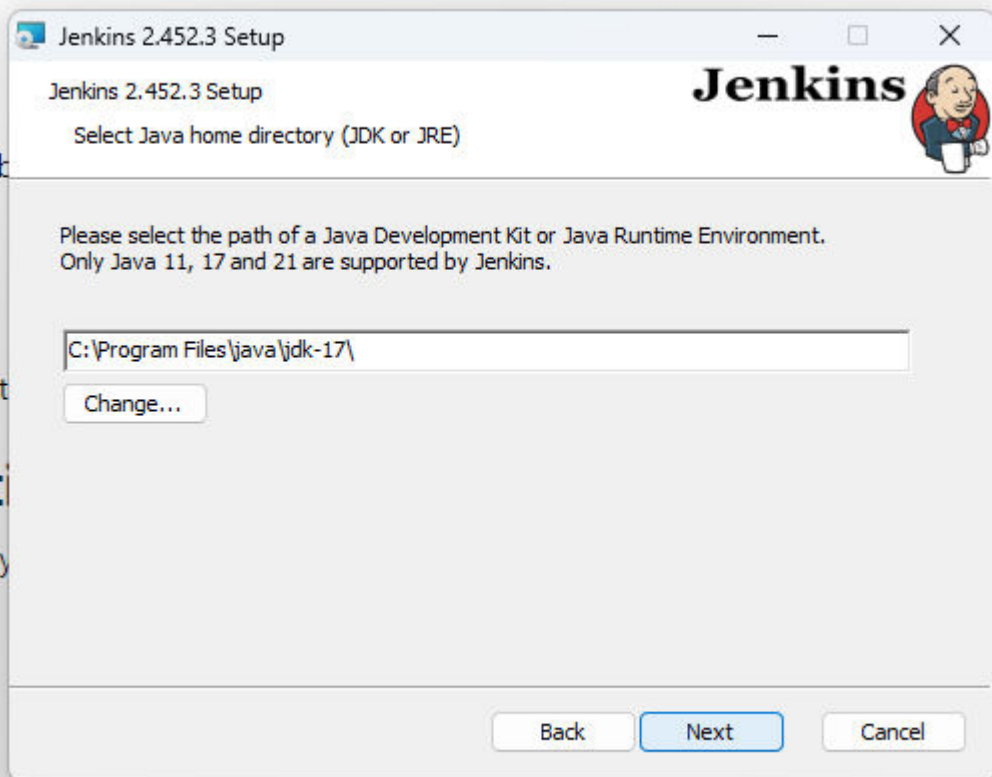 Jenkins 2.452.3 Setup
Jenkins 2.452.3 Setup
Jenkins
Select Java home directory (JDK or JRE)
Please select the path of a Java Development Kit or Java Runtime Environment.
Only Java 11, 17 and 21 are supported by Jenkins.
C:\Program Files\java\jdk-17\
Change...
Back
Next
Cancel